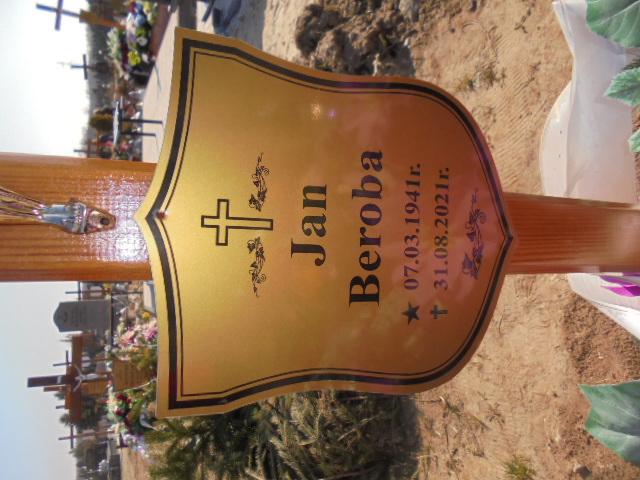 Jan
Beroba
★ 07.03.1941r.
✝ 31.08.2021r.